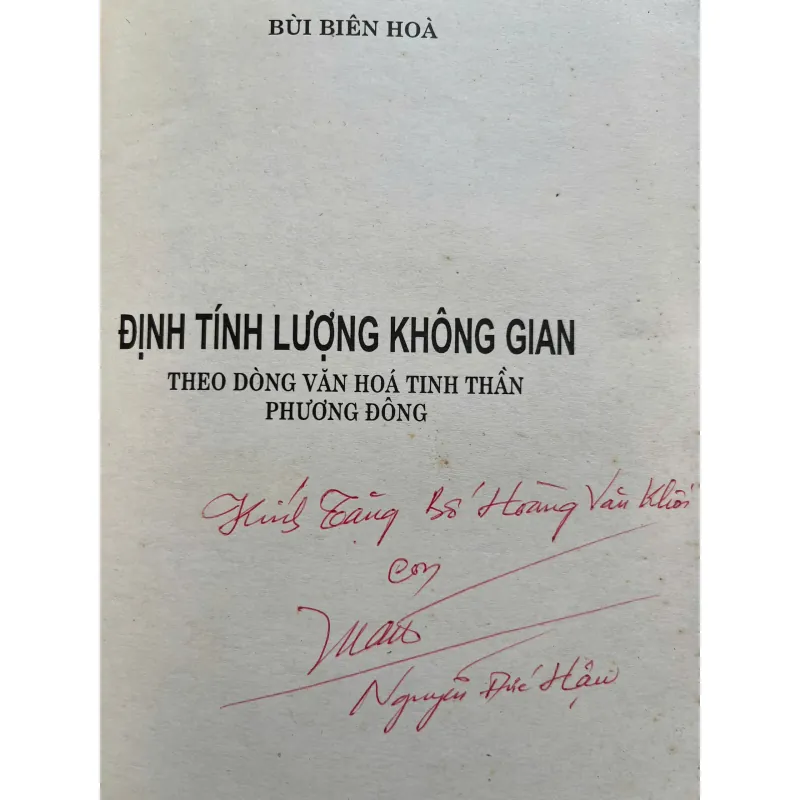 BÙI BIÊN HOÀ
ĐỊNH TÍNH LƯỢNG KHÔNG GIAN
THEO DÒNG VĂN HOÁ TINH THẦN
PHƯƠNG ĐÔNG
Kính Tặng Bố Hoàng Văn Khôi
Con
Nguyễn Đức Hậu